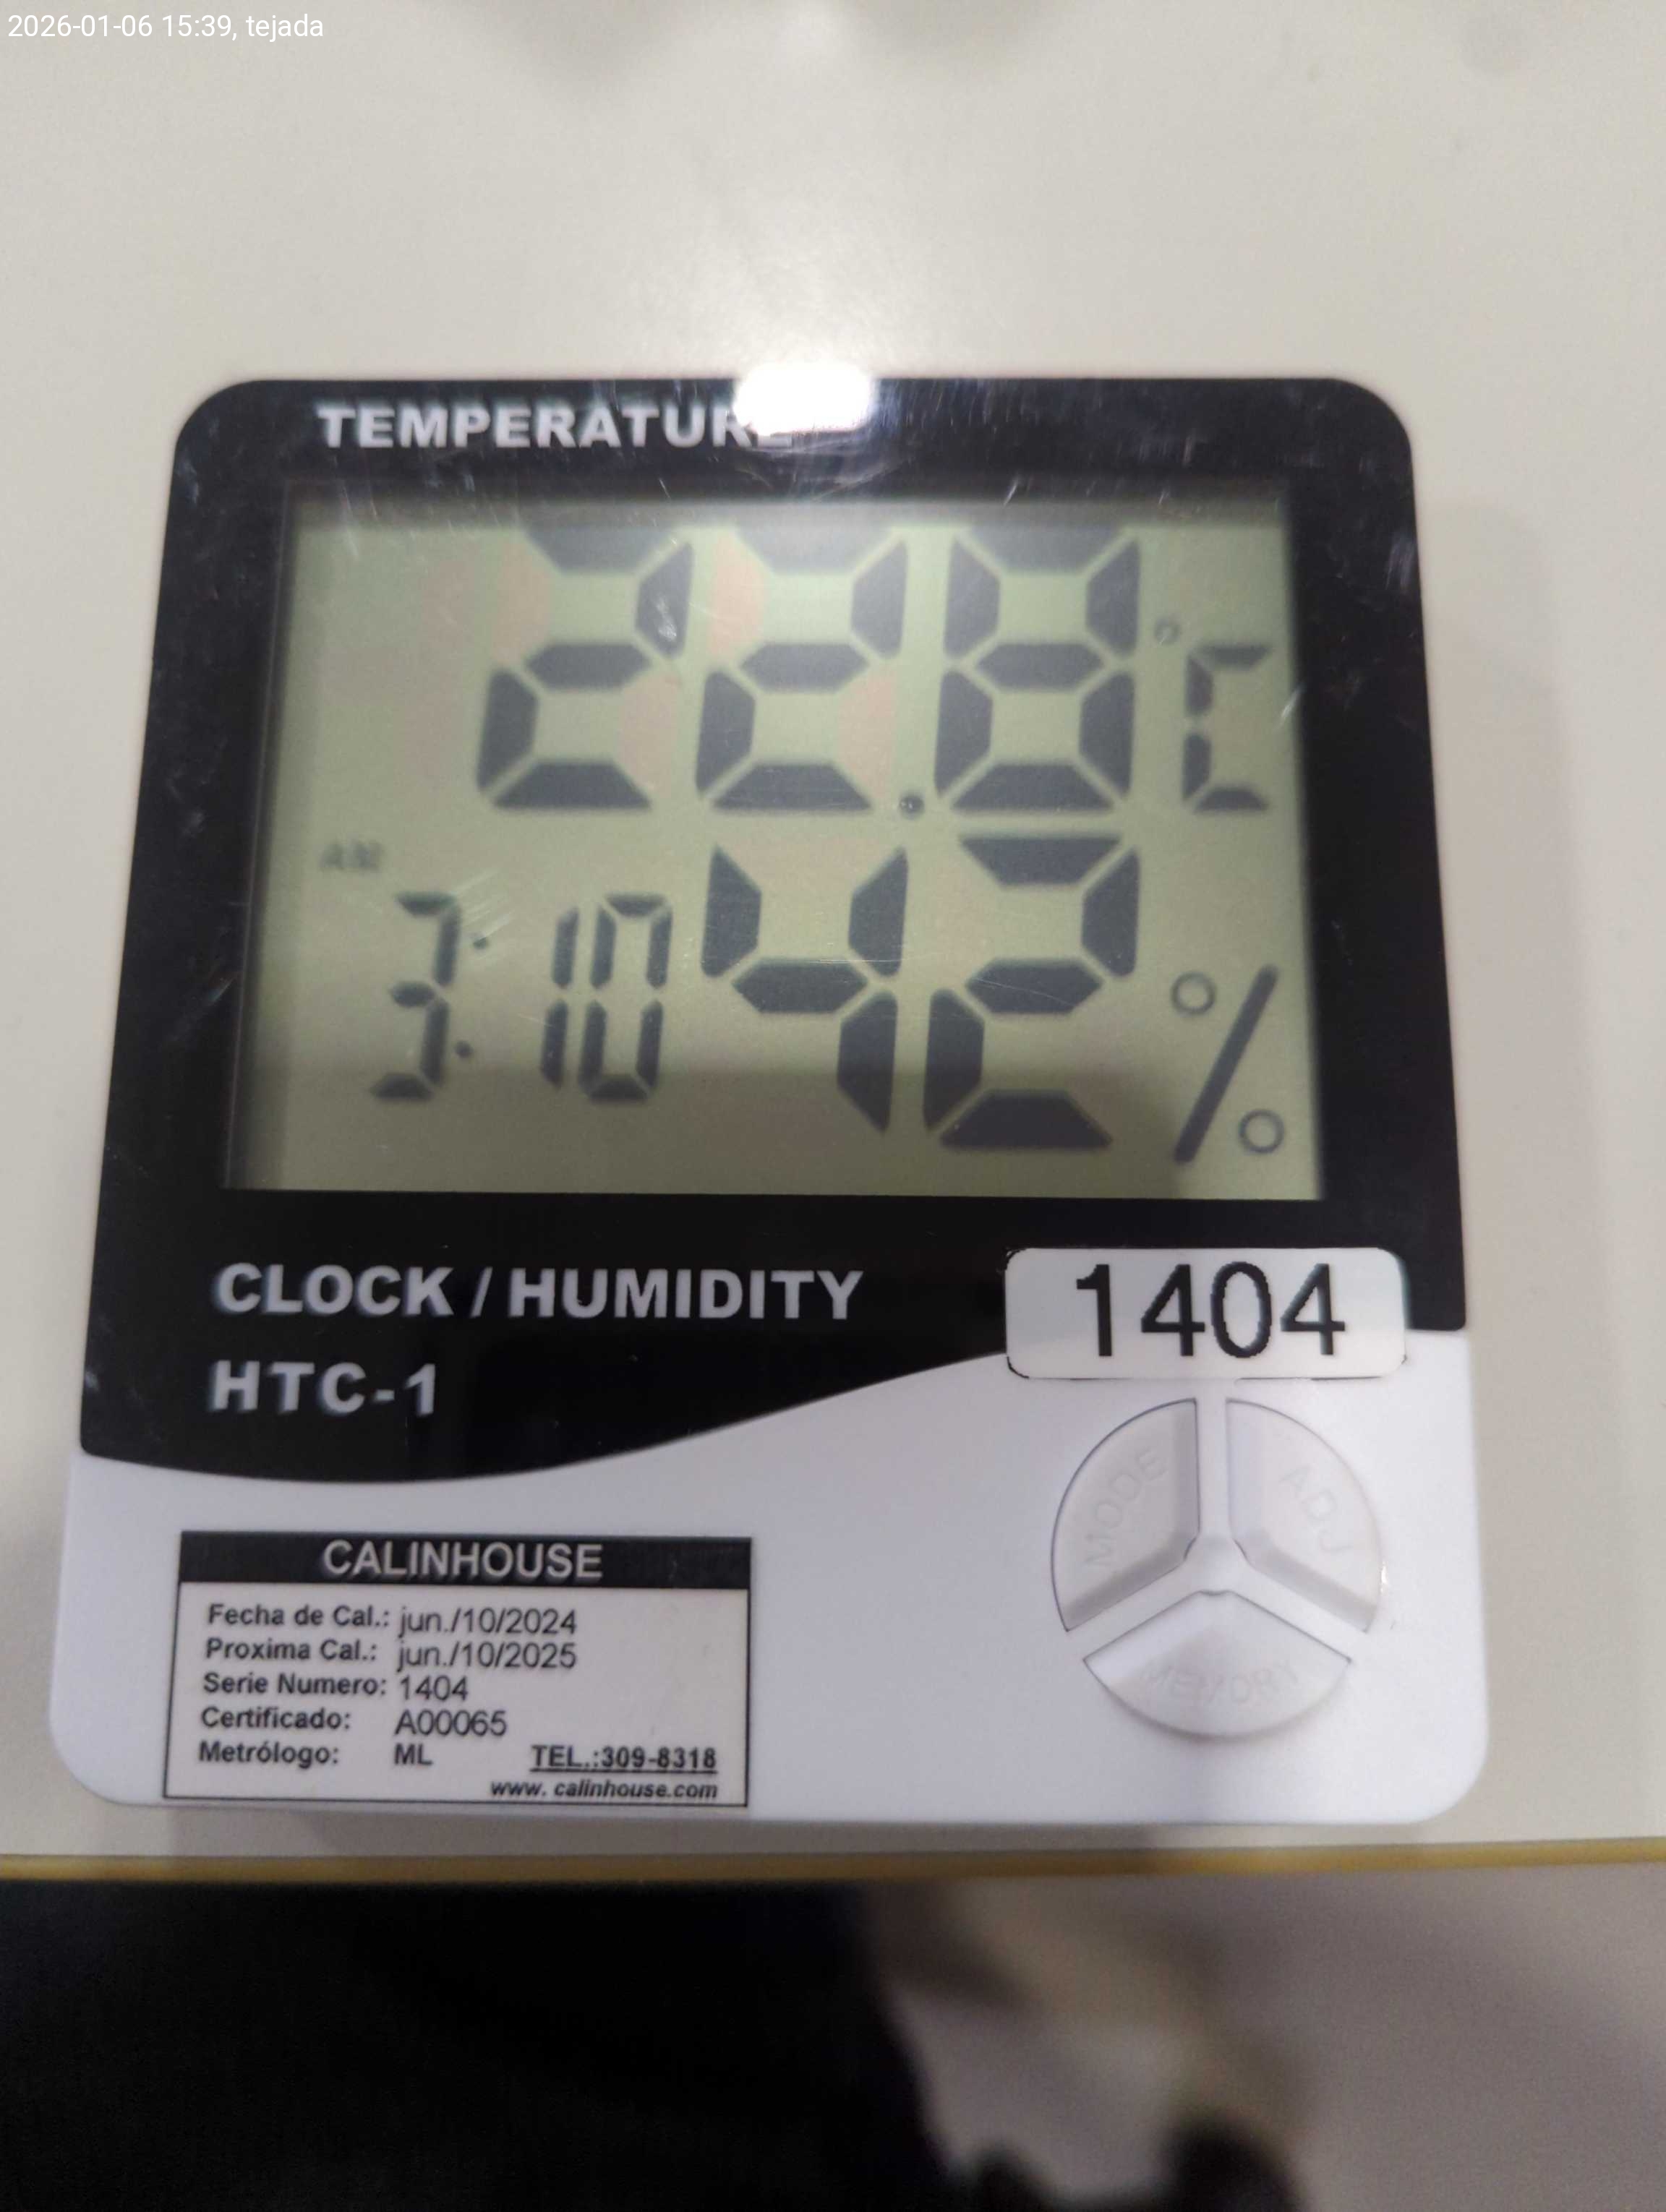 2026-01-06 15:39, tejada
TEMPERATURE
22.8 °C
AM
3:10 42 %
CLOCK / HUMIDITY
1404
HTC-1
MODE ADJ
MEMORY
CALINHOUSE
Fecha de Cal.: jun./10/2024
Proxima Cal.: jun./10/2025
Serie Numero: 1404
Certificado: A00065
Metrólogo: ML TEL.:309-8318
www. calinhouse.com